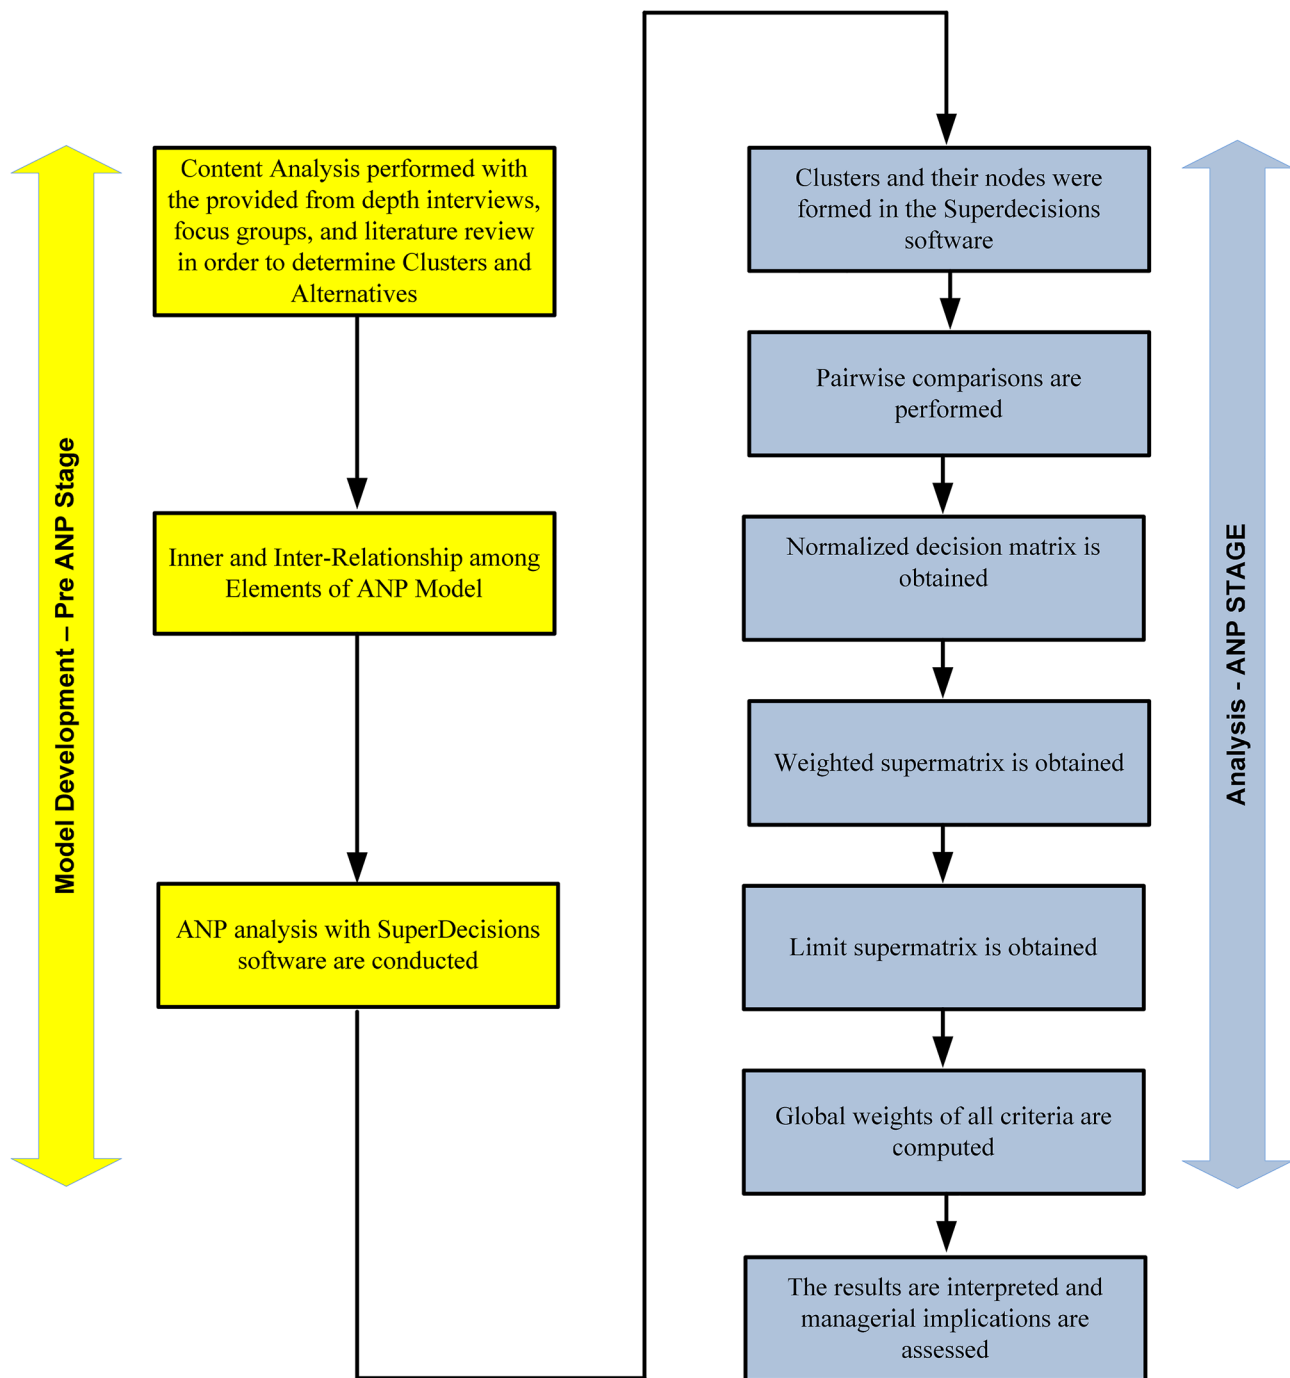 Model Development – Pre ANP Stage
Content Analysis performed with
the provided from depth interviews,
focus groups, and literature review
in order to determine Clusters and
Alternatives
Inner and Inter-Relationship among
Elements of ANP Model
ANP analysis with SuperDecisions
software are conducted
Clusters and their nodes were
formed in the Superdecisions
software
Pairwise comparisons are
performed
Normalized decision matrix is
obtained
Weighted supermatrix is obtained
Limit supermatrix is obtained
Global weights of all criteria are
computed
The results are interpreted and
managerial implications are
assessed
Analysis - ANP STAGE